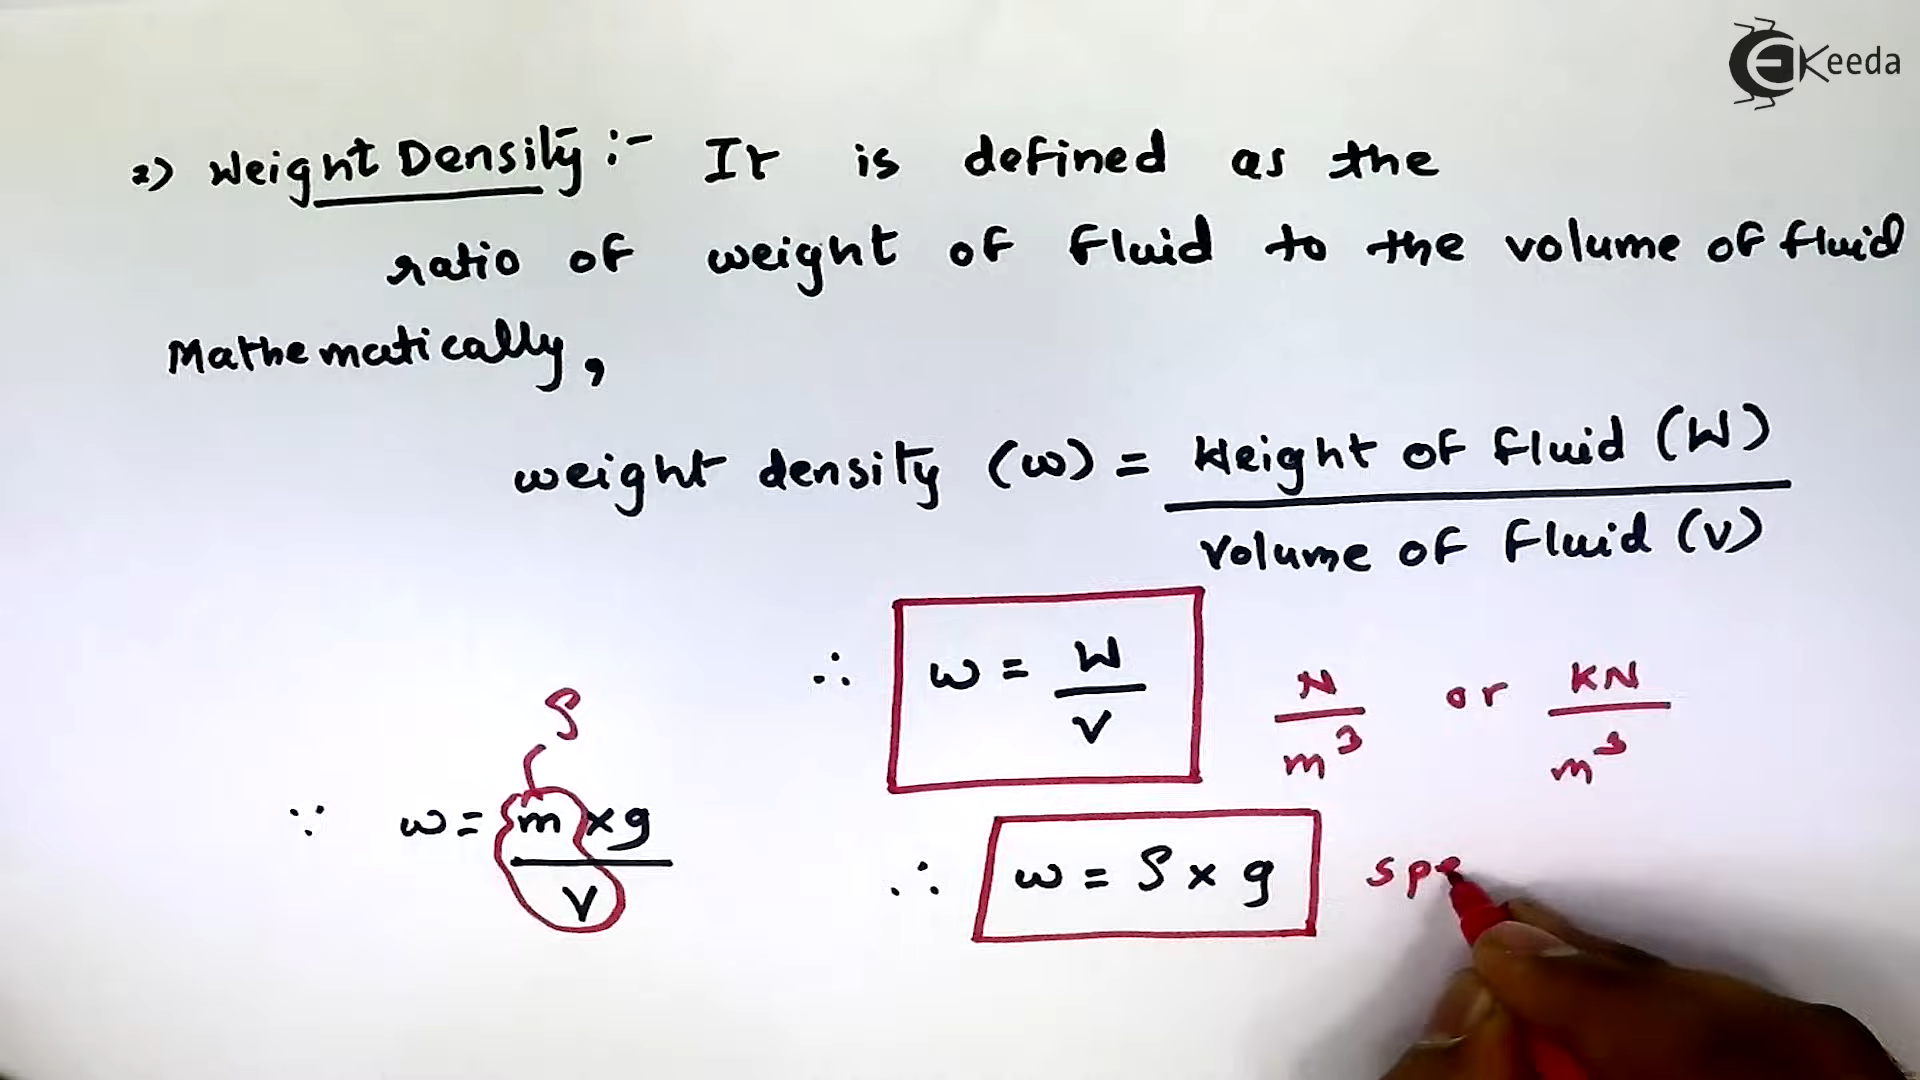 Keeda
2) Weight Density :- It is defined as the
ratio of weight of fluid to the volume of fluid
Mathematically,
weight density (w) = Weight of fluid (W)
volume of fluid (V)
∴ w = W / V N / m³ or KN / m³
ρ
∵ w = m × g / V
∴ w = ρ × g spe